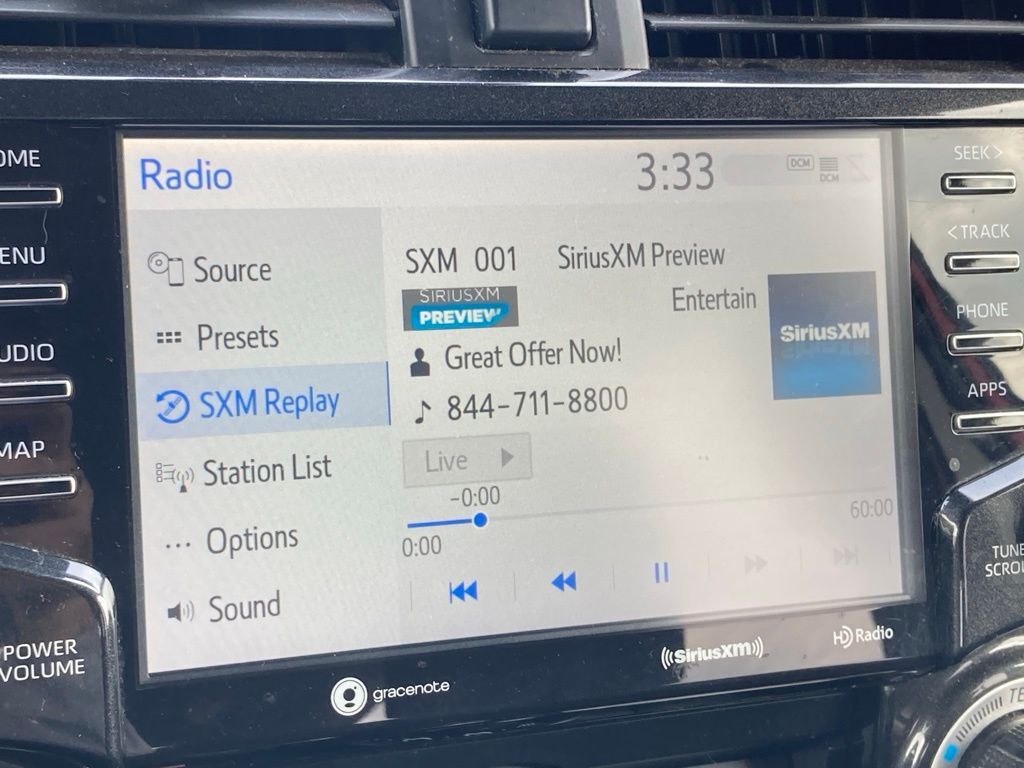 Radio
3:33
DCM
DCM
Source
Presets
SXM Replay
Station List
Options
Sound
SXM 001 SiriusXM Preview
Entertain
SIRIUSXM
PREVIEW
SiriusXM
Great Offer Now!
844-711-8800
Live
-0:00
0:00
60:00
OME
ENU
UDIO
MAP
POWER
VOLUME
SEEK >
< TRACK
PHONE
APPS
TUNE
SCROL
TE
gracenote
((SiriusXM))
HD Radio